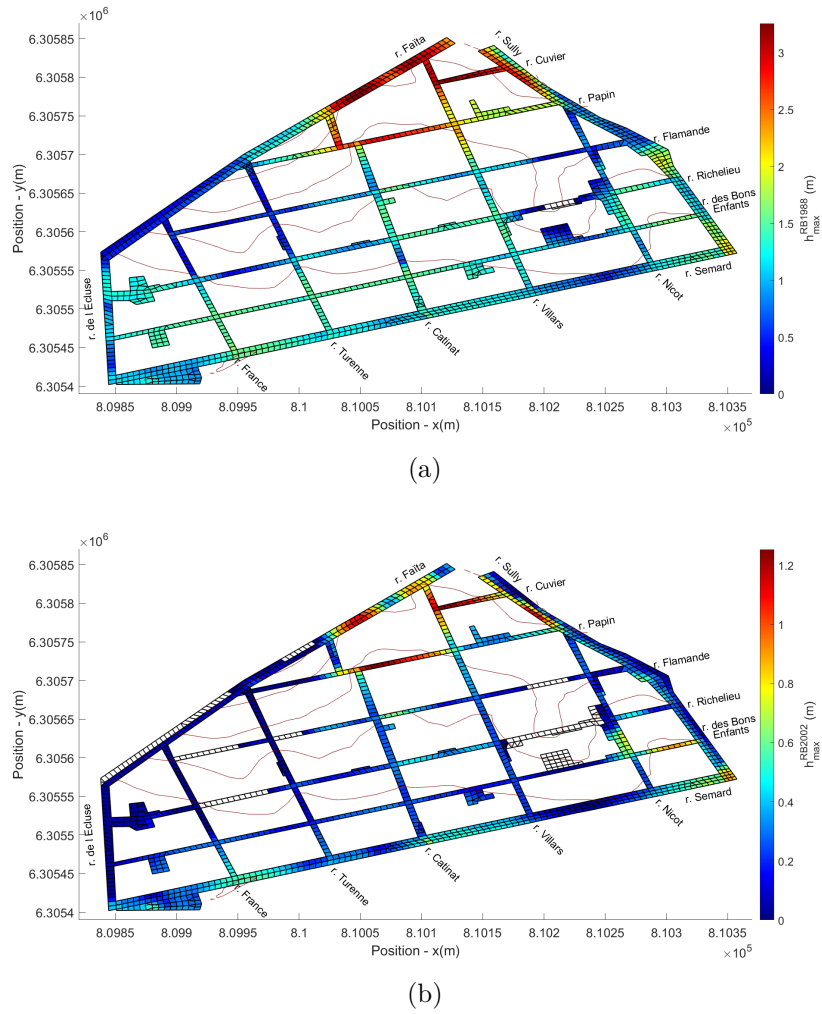 ×10⁶
6.30585
6.3058
6.30575
6.3057
6.30565
6.3056
6.30555
6.3055
6.30545
6.3054
Position - y(m)
r. Faïta
r. Sully
r. Cuvier
r. Papin
r. Flamande
r. Richelieu
r. des Bons
Enfants
r. Semard
r. Nicot
r. Villars
r. Catinat
r. Turenne
r. France
r. de l Ecluse
8.0985 8.099 8.0995 8.1 8.1005 8.101 8.1015 8.102 8.1025 8.103 8.1035
Position - x(m)
×10⁵
3
2.5
2
1.5
1
0.5
0
h_max^RB1988 (m)
(a)
×10⁶
6.30585
6.3058
6.30575
6.3057
6.30565
6.3056
6.30555
6.3055
6.30545
6.3054
Position - y(m)
r. Faïta
r. Sully
r. Cuvier
r. Papin
r. Flamande
r. Richelieu
r. des Bons
Enfants
r. Semard
r. Nicot
r. Villars
r. Catinat
r. Turenne
r. France
r. de l Ecluse
8.0985 8.099 8.0995 8.1 8.1005 8.101 8.1015 8.102 8.1025 8.103 8.1035
Position - x(m)
×10⁵
1.2
1
0.8
0.6
0.4
0.2
0
h_max^RB2002 (m)
(b)